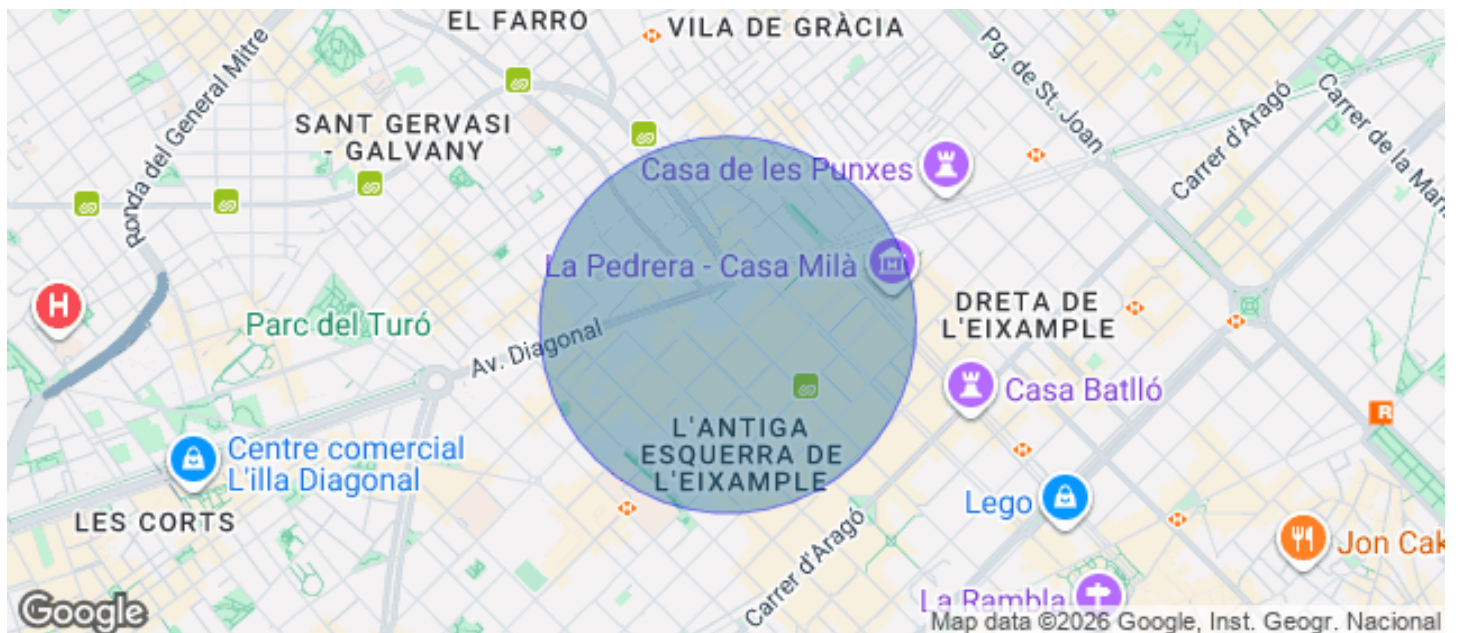 EL FARRÓ
VILA DE GRÀCIA
Ronda del General Mitre
Pg. de St. Joan
Carrer d'Aragó
Carrer de la Mari
SANT GERVASI
- GALVANY
Casa de les Punxes
La Pedrera - Casa Milà
H
Parc del Turó
Av. Diagonal
DRETA DE
L'EIXAMPLE
Casa Batlló
L'ANTIGA
ESQUERRA DE
L'EIXAMPLE
R
Centre comercial
L'illa Diagonal
LES CORTS
Lego
Carrer d'Aragó
Jon Cak
La Rambla
Google
Map data ©2026 Google, Inst. Geogr. Nacional